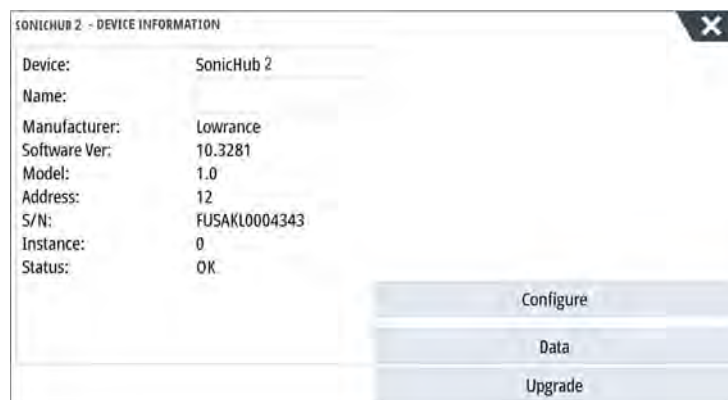 SONICHUB 2 - DEVICE INFORMATION
Device: SonicHub 2
Name:
Manufacturer: Lowrance
Software Ver: 10.3281
Model: 1.0
Address: 12
S/N: FUSAKL0004343
Instance: 0
Status: OK
Configure
Data
Upgrade